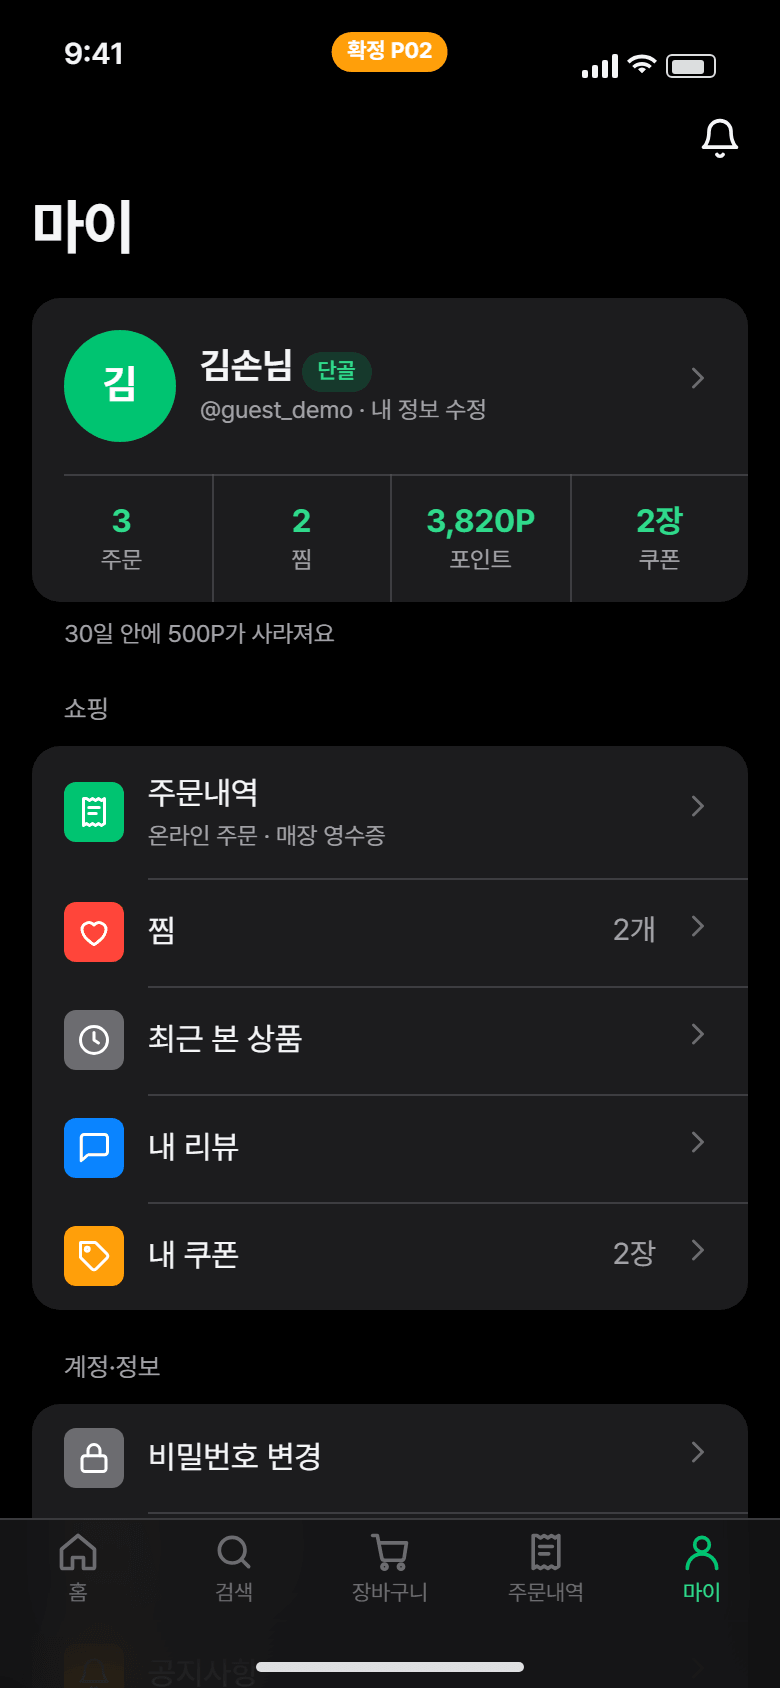 9:41
확정 P02
마이
김
김손님 단골
@guest_demo · 내 정보 수정
3 2 3,820P 2장
주문 찜 포인트 쿠폰
30일 안에 500P가 사라져요
쇼핑
주문내역
온라인 주문 · 매장 영수증
찜 2개
최근 본 상품
내 리뷰
내 쿠폰 2장
계정·정보
비밀번호 변경
홈 검색 장바구니 주문내역 마이
공지사항